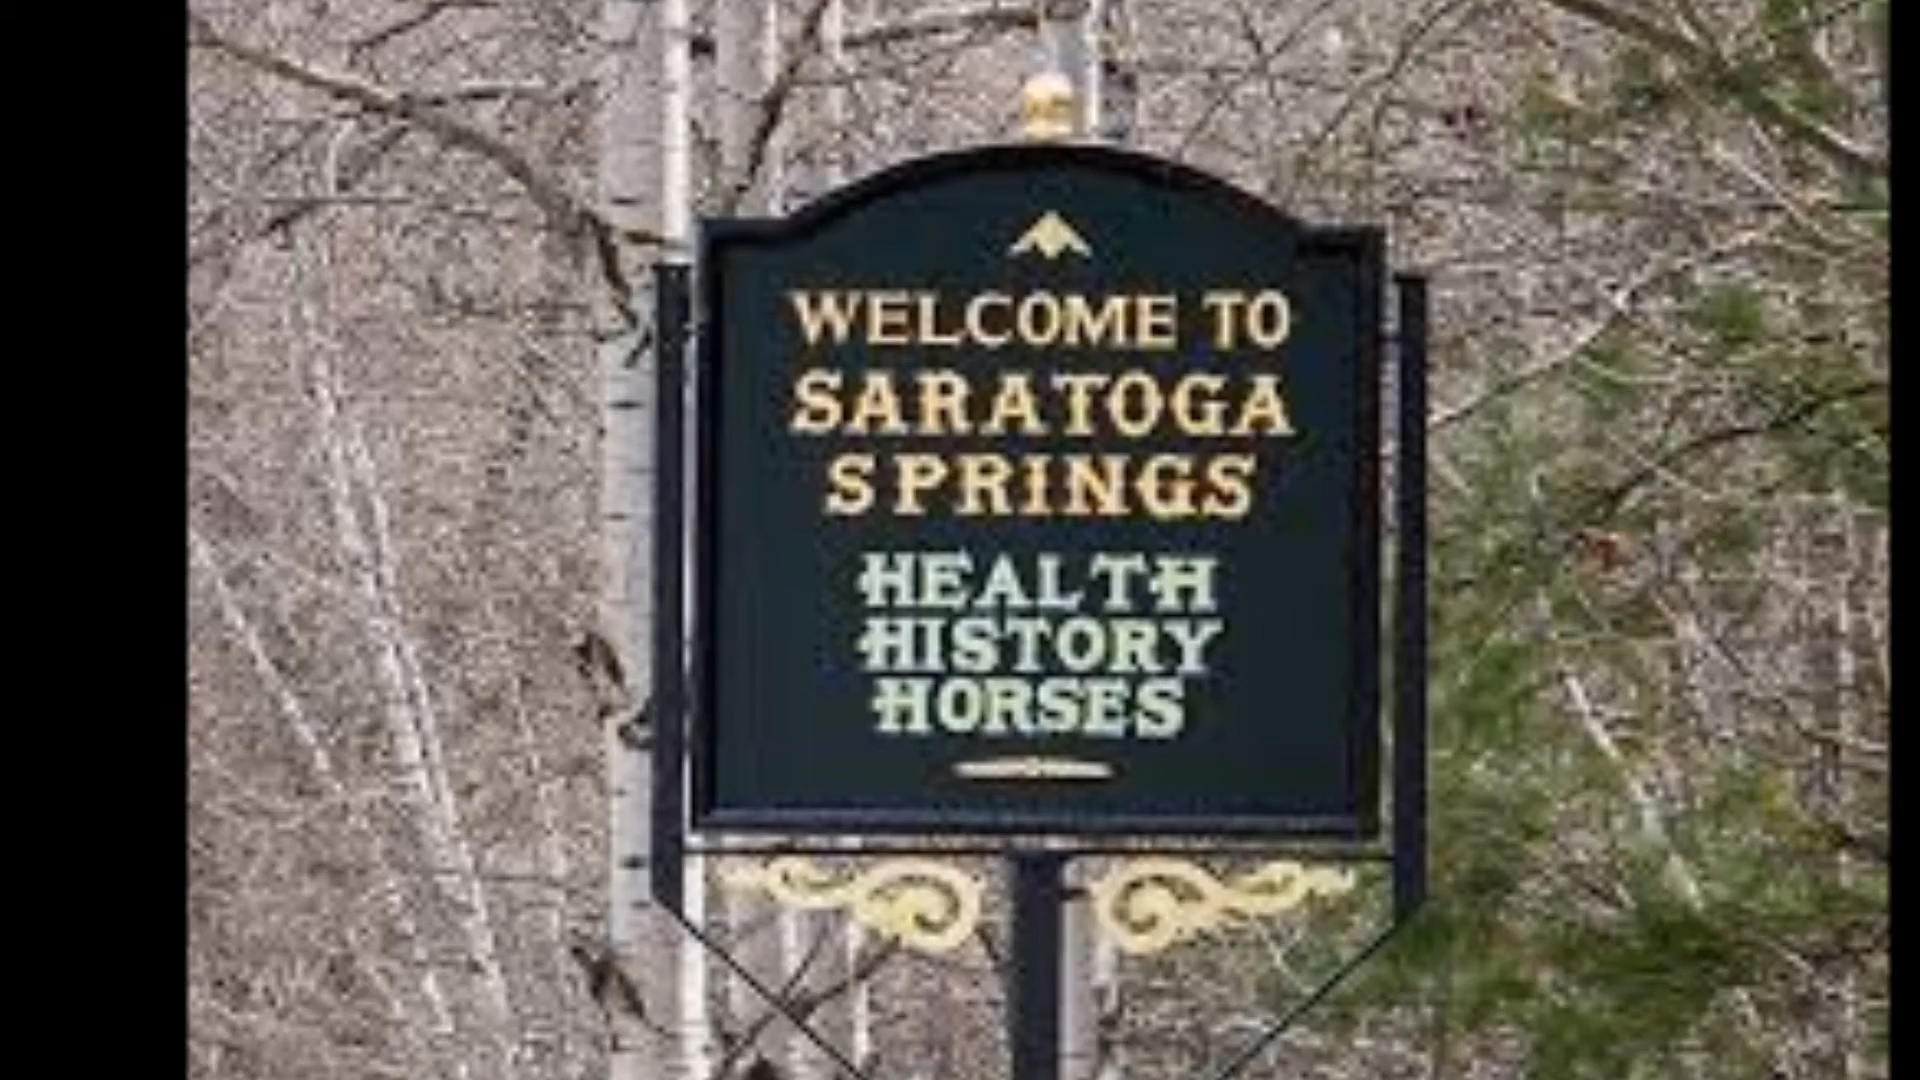 WELCOME TO
SARATOGA
SPRINGS
HEALTH
HISTORY
HORSES